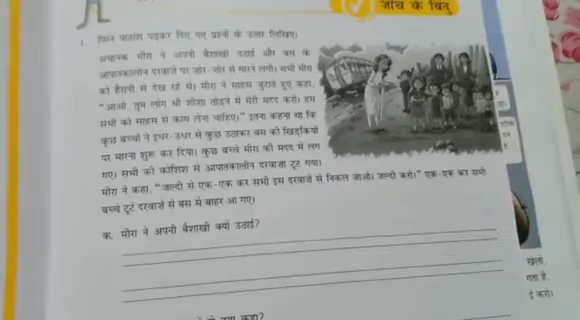 जाँच के बिंदु
1. निम्न पाठांश पढ़कर दिए गए प्रश्नों के उत्तर लिखिए।
अचानक मीरा ने अपनी बैशाखी उठाई और बस के
आपातकालीन दरवाजे पर जोर-जोर से मारने लगी। सभी मीरा
को हैरानी से देख रहे थे। मीरा ने साहस जुटाते हुए कहा,
"आओ, तुम लोग भी शीशा तोड़ने में मेरी मदद करो। हम
सभी को साहस से काम लेना चाहिए।" इतना कहना था कि
कुछ बच्चों ने इधर-उधर से कुछ उठाकर बस की खिड़कियों
पर मारना शुरू कर दिया। कुछ बच्चे मीरा की मदद में लग
गए। सभी की कोशिश से आपातकालीन दरवाजा टूट गया।
मीरा ने कहा, "जल्दी से एक-एक कर सभी इस दरवाजे से निकल जाओ। जल्दी करो।" एक-एक कर सभी
बच्चे टूटे दरवाजे से बस से बाहर आ गए।
क. मीरा ने अपनी बैशाखी क्यों उठाई?
कहा?
खेलो,
गता है,
ई करो।